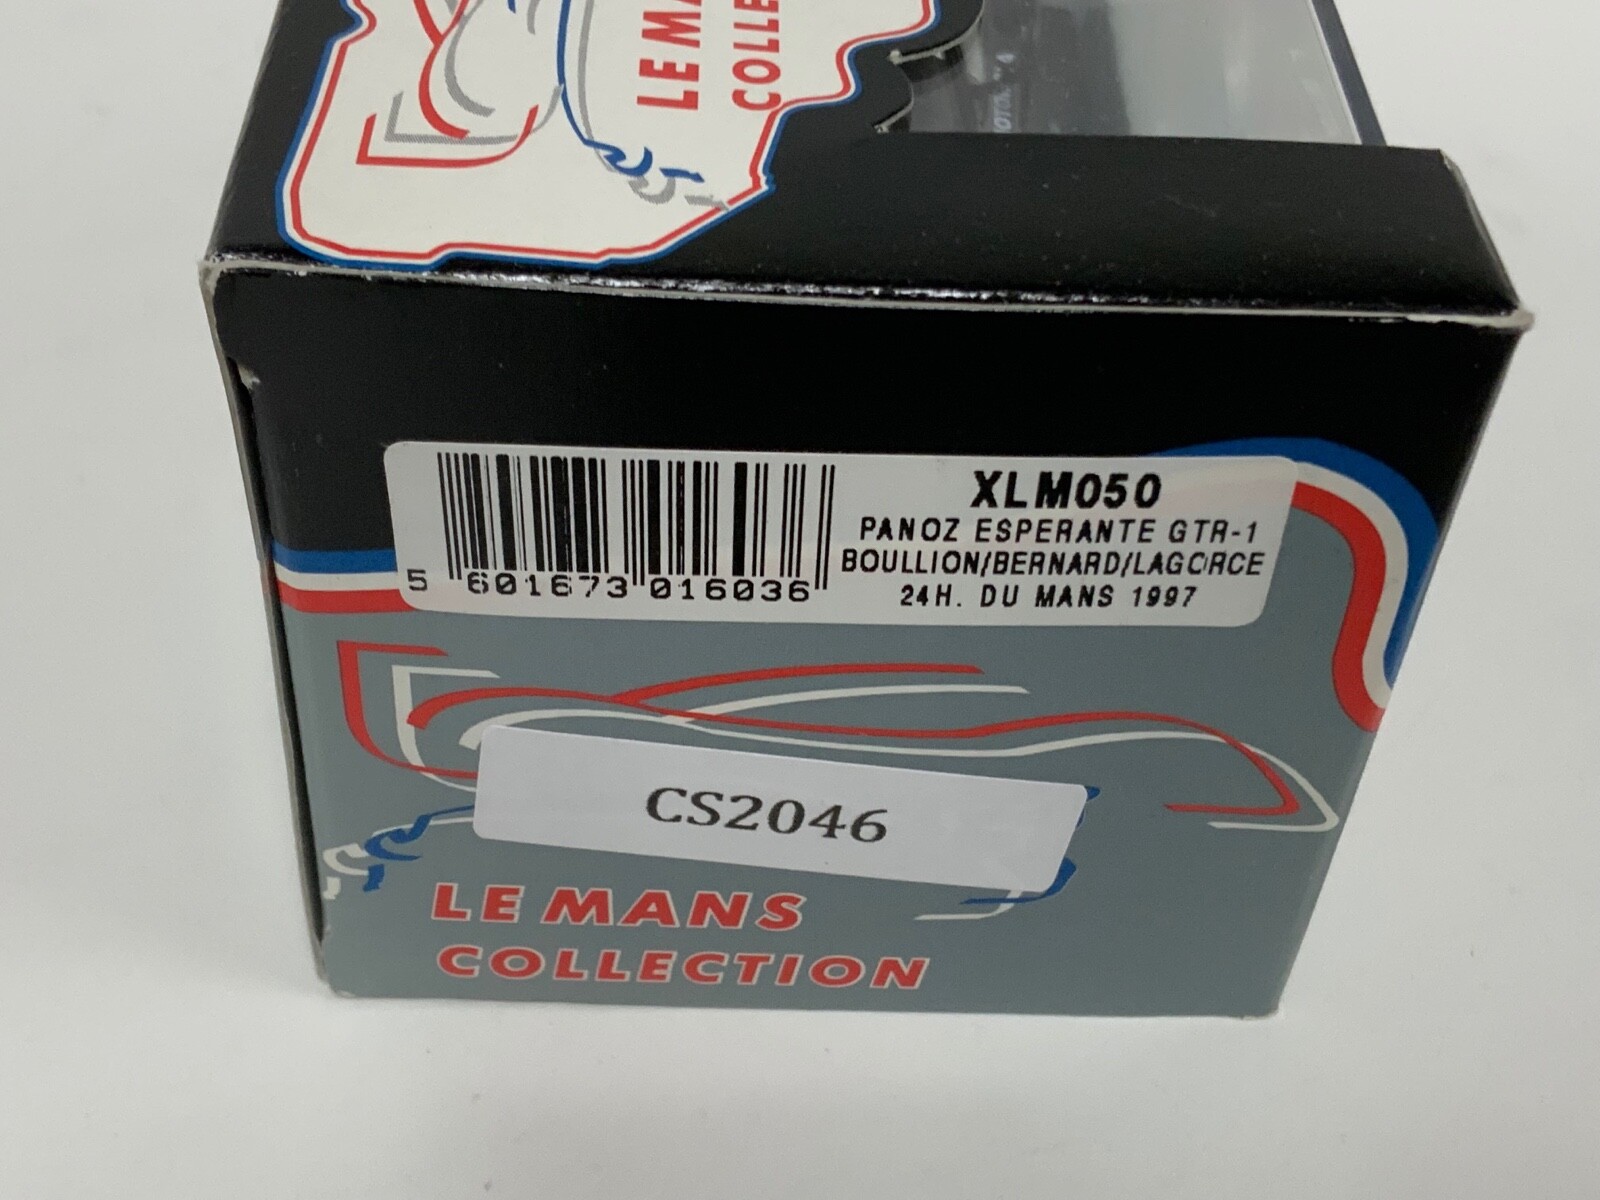 LE MA
COLLE
XLM050
PANOZ ESPERANTE GTR-1
BOULLION/BERNARD/LAGORCE
24H. DU MANS 1997
5 601673 016036
CS2046
LE MANS
COLLECTION